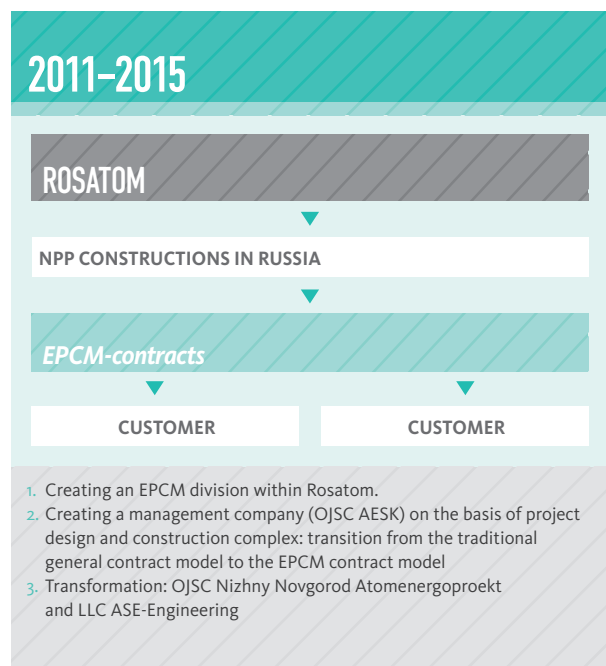 2011–2015
ROSATOM
NPP CONSTRUCTIONS IN RUSSIA
EPCM-contracts
CUSTOMER
CUSTOMER
1. Creating an EPCM division within Rosatom.
2. Creating a management company (OJSC AESK) on the basis of project
design and construction complex: transition from the traditional
general contract model to the EPCM contract model
3. Transformation: OJSC Nizhny Novgorod Atomenergoproekt
and LLC ASE-Engineering